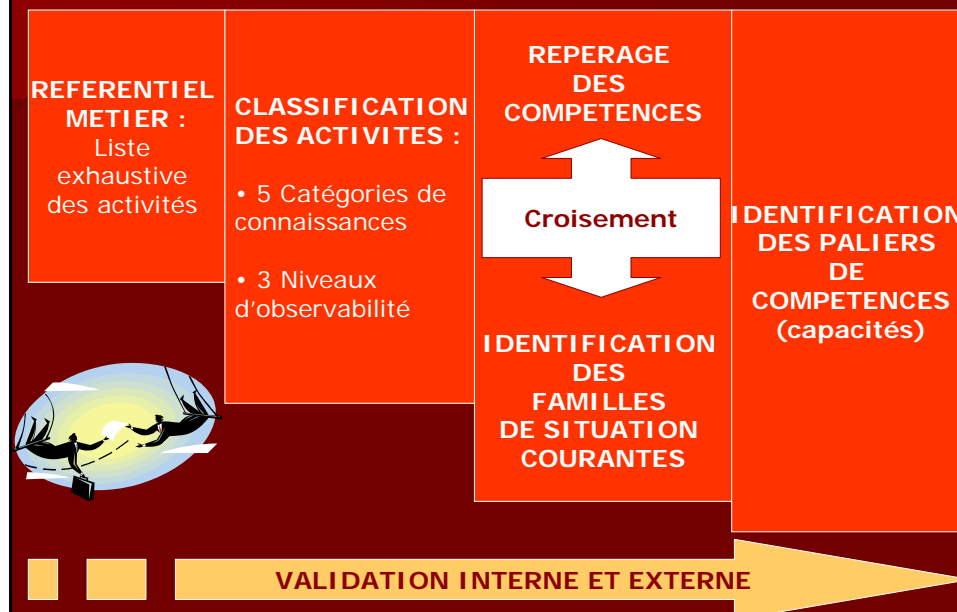 REFERENTIEL
METIER :
Liste
exhaustive
des activités
CLASSIFICATION
DES ACTIVITES :
• 5 Catégories de
connaissances
• 3 Niveaux
d'observabilité
REPERAGE
DES
COMPETENCES
Croisement
IDENTIFICATION
DES
FAMILLES
DE SITUATION
COURANTES
IDENTIFICATION
DES PALIERS
DE
COMPETENCES
(capacités)
VALIDATION INTERNE ET EXTERNE